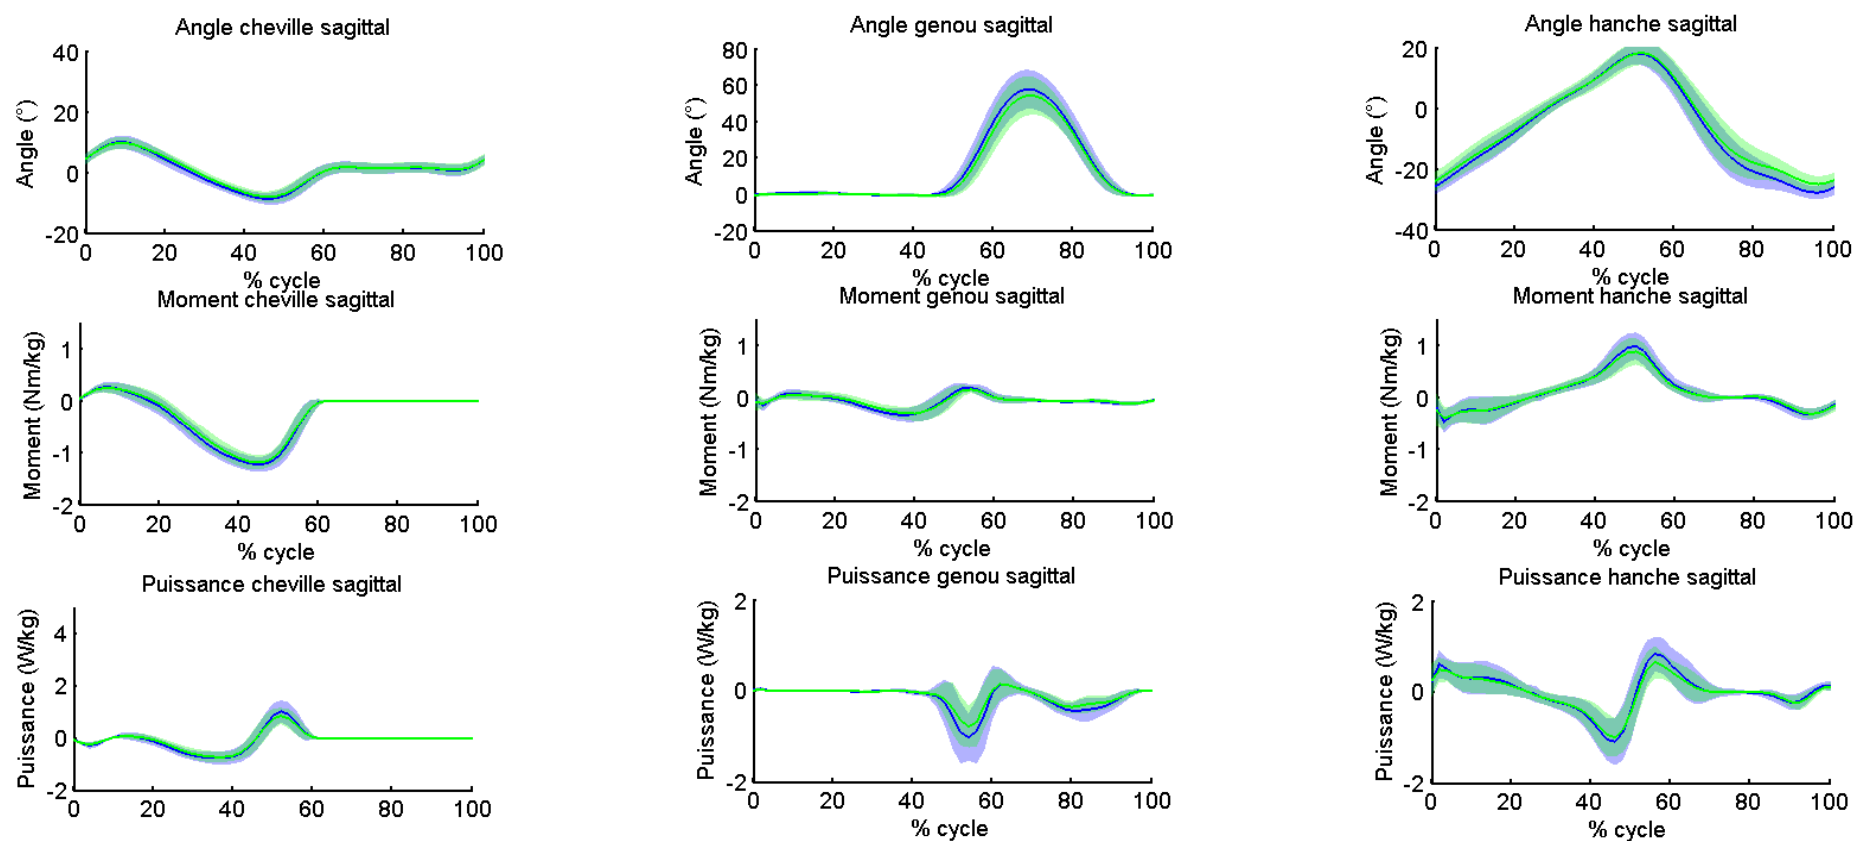 Angle cheville sagittal
Angle genou sagittal
Angle hanche sagittal
40
20
0
-20
Angle (°)
0 20 40 60 80 100
% cycle
80
60
40
20
0
-20
Angle (°)
0 20 40 60 80 100
% cycle
20
0
-20
-40
Angle (°)
0 20 40 60 80 100
% cycle
Moment cheville sagittal
Moment genou sagittal
Moment hanche sagittal
1
0
-1
-2
Moment (Nm/kg)
0 20 40 60 80 100
% cycle
1
0
-1
-2
Moment (Nm/kg)
0 20 40 60 80 100
% cycle
1
0
-1
-2
Moment (Nm/kg)
0 20 40 60 80 100
% cycle
Puissance cheville sagittal
Puissance genou sagittal
Puissance hanche sagittal
4
2
0
-2
Puissance (W/kg)
0 20 40 60 80 100
2
0
-2
Puissance (W/kg)
0 20 40 60 80 100
% cycle
2
0
-2
Puissance (W/kg)
0 20 40 60 80 100
% cycle